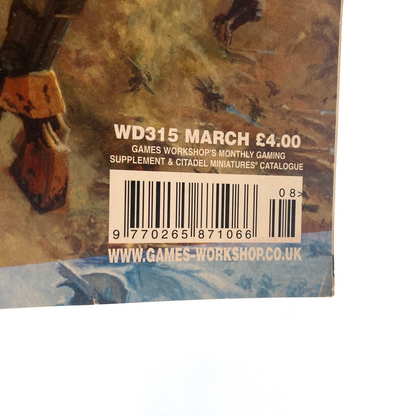 WD315 MARCH £4.00
GAMES WORKSHOP'S MONTHLY GAMING
SUPPLEMENT & CITADEL MINIATURES® CATALOGUE
08>
9 770265 871066
WWW.GAMES-WORKSHOP.CO.UK